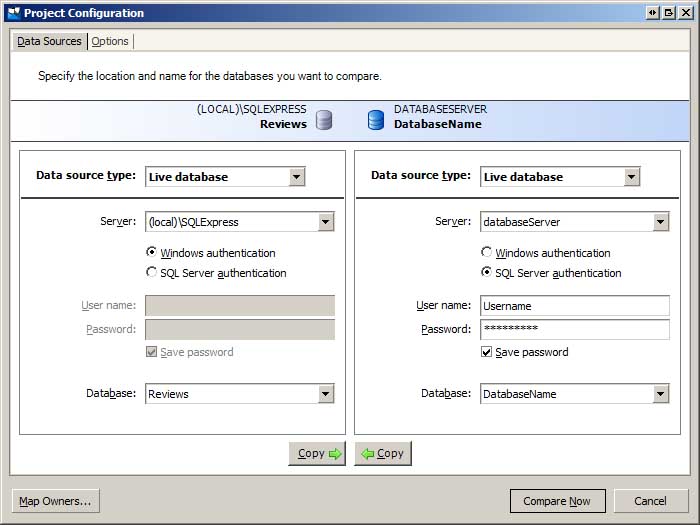 Project Configuration
Data Sources Options
Specify the location and name for the databases you want to compare.
(LOCAL)\SQLEXPRESS
Reviews
DATABASESERVER
DatabaseName
Data source type: Live database
Server: (local)\SQLExpress
Windows authentication
SQL Server authentication
User name:
Password:
Save password
Database: Reviews
Data source type: Live database
Server: databaseServer
Windows authentication
SQL Server authentication
User name: Username
Password: *********
Save password
Database: DatabaseName
Copy
Copy
Map Owners...
Compare Now
Cancel